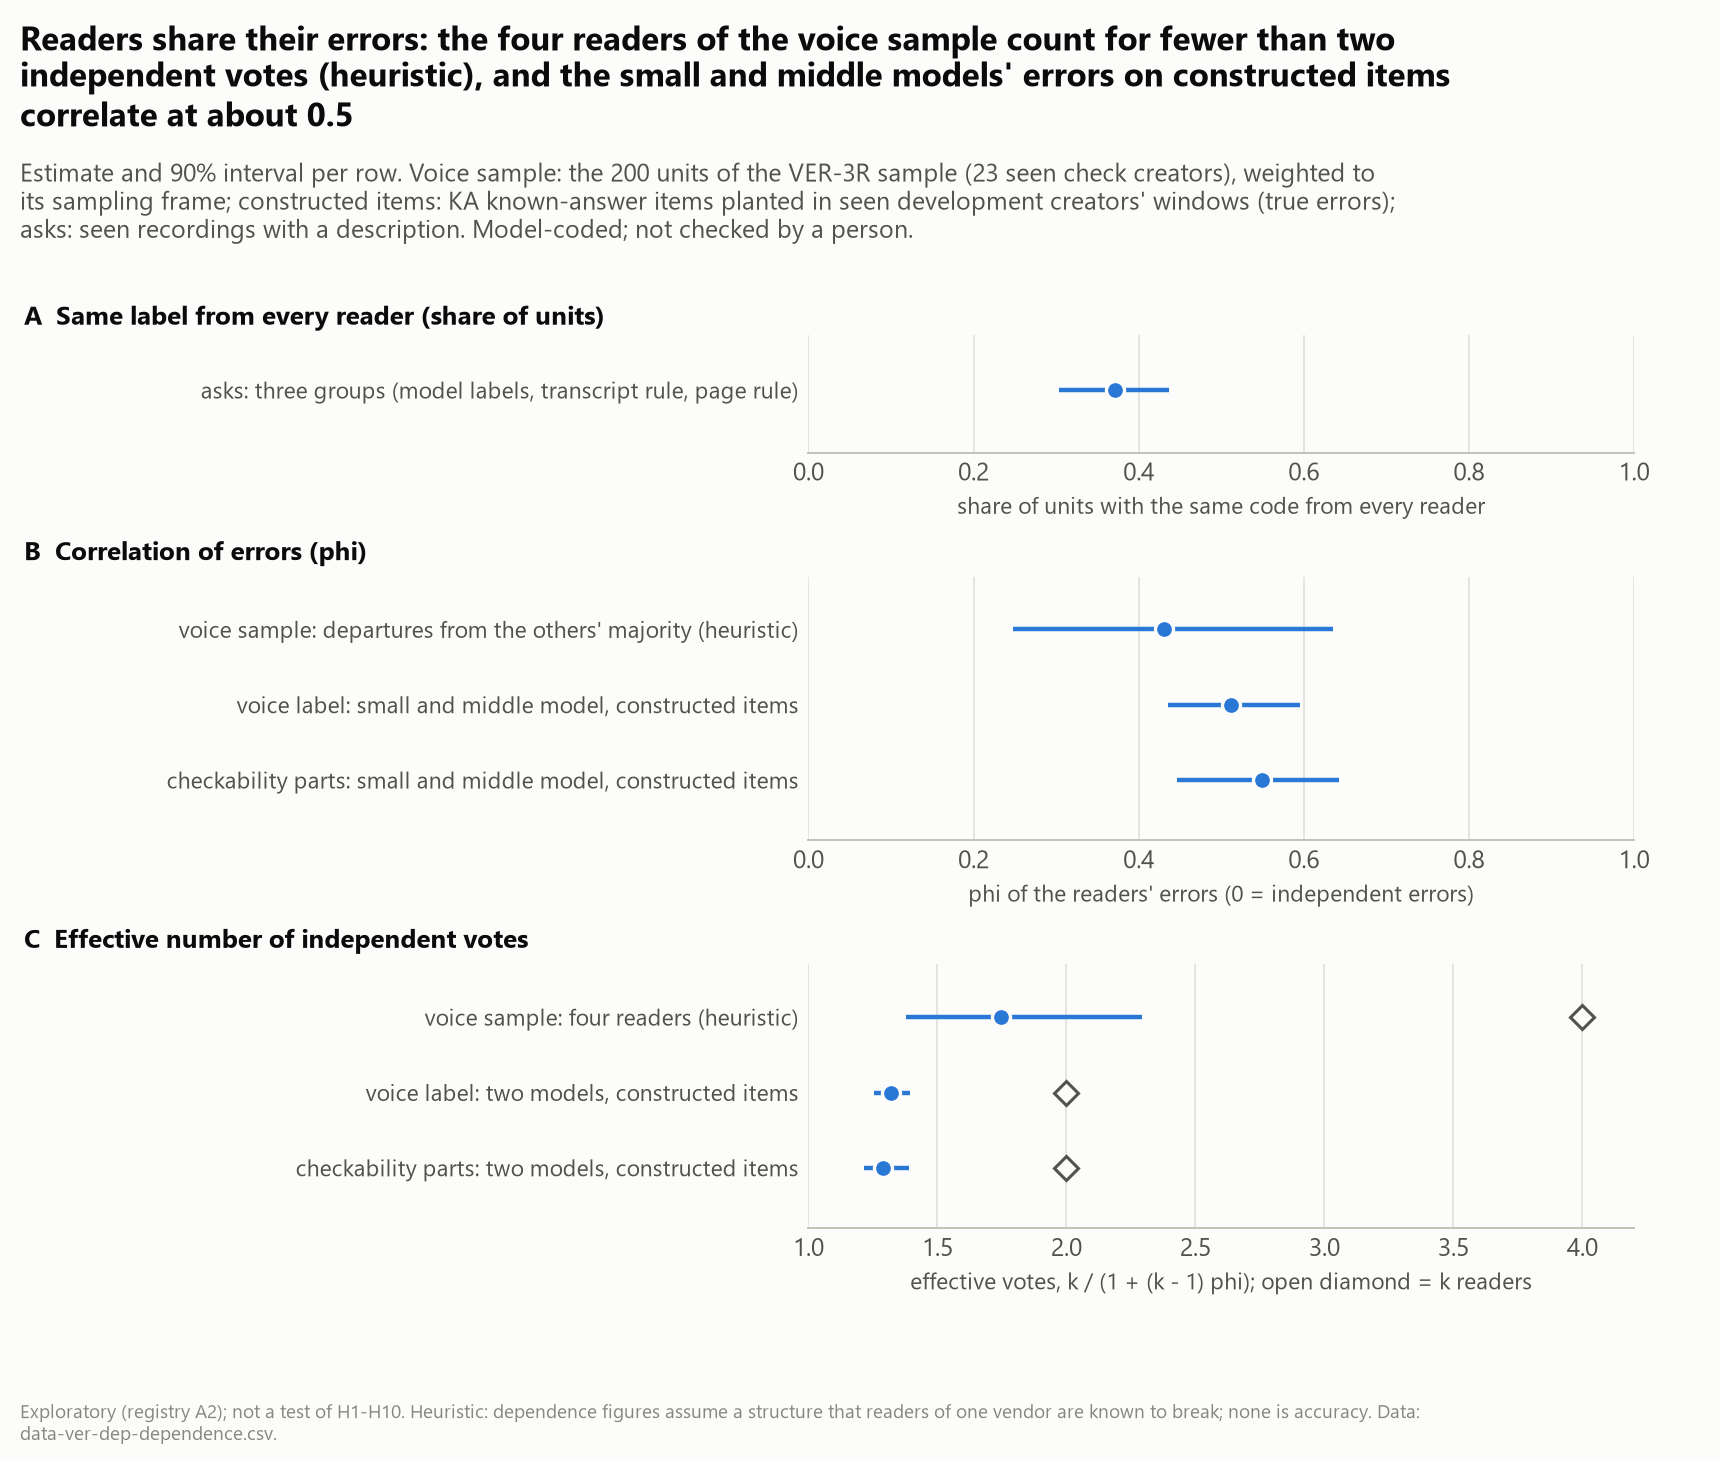 Readers share their errors: the four readers of the voice sample count for fewer than two
independent votes (heuristic), and the small and middle models' errors on constructed items
correlate at about 0.5
Estimate and 90% interval per row. Voice sample: the 200 units of the VER-3R sample (23 seen check creators), weighted to
its sampling frame; constructed items: KA known-answer items planted in seen development creators' windows (true errors);
asks: seen recordings with a description. Model-coded; not checked by a person.
A Same label from every reader (share of units)
asks: three groups (model labels, transcript rule, page rule)
0.0 0.2 0.4 0.6 0.8 1.0
share of units with the same code from every reader
B Correlation of errors (phi)
voice sample: departures from the others' majority (heuristic)
voice label: small and middle model, constructed items
checkability parts: small and middle model, constructed items
0.0 0.2 0.4 0.6 0.8 1.0
phi of the readers' errors (0 = independent errors)
C Effective number of independent votes
voice sample: four readers (heuristic)
voice label: two models, constructed items
checkability parts: two models, constructed items
1.0 1.5 2.0 2.5 3.0 3.5 4.0
effective votes, k / (1 + (k - 1) phi); open diamond = k readers
Exploratory (registry A2); not a test of H1-H10. Heuristic: dependence figures assume a structure that readers of one vendor are known to break; none is accuracy. Data:
data-ver-dep-dependence.csv.